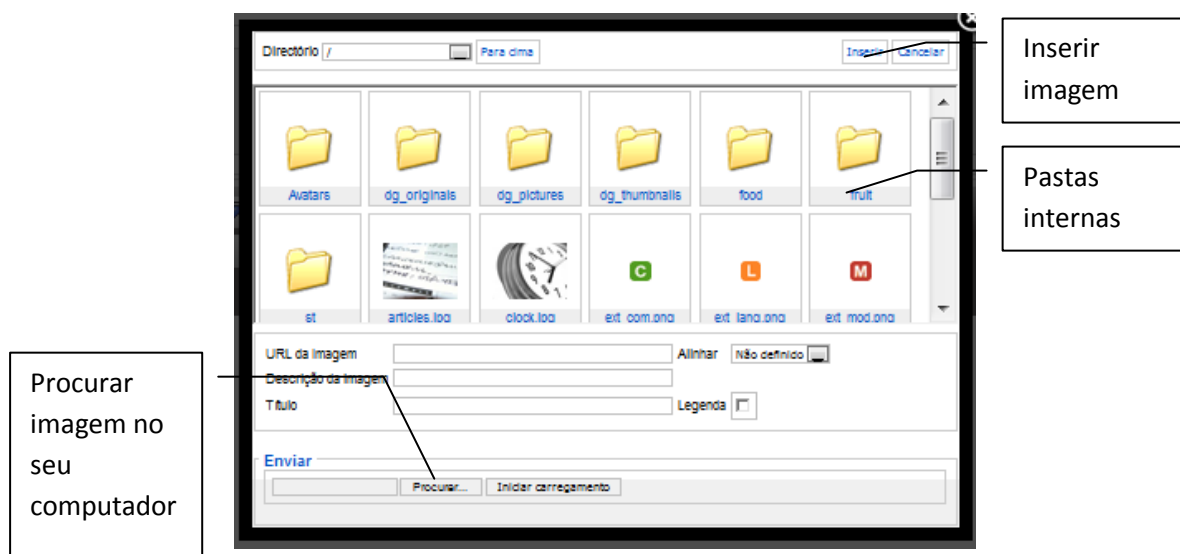 Directório / Para cima Inserir Cancelar
Inserir
imagem
Avatars dg_originals dg_pictures dg_thumbnails food fruit
Pastas
internas
C L M
st articles.jpg clock.jpg ext_com.png ext_lang.png ext_mod.png
URL da imagem Alinhar Não definido
Descrição da imagem
Título Legenda
Procurar
imagem no
seu
computador
Enviar
Procurar... Iniciar carregamento